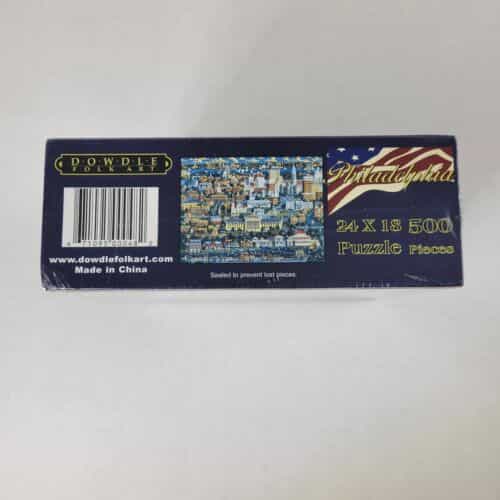 DOWDLE
FOLK ART
www.dowdlefolkart.com
Made in China
Sealed to prevent lost pieces
Philadelphia
24 X 18 500
Puzzle Pieces